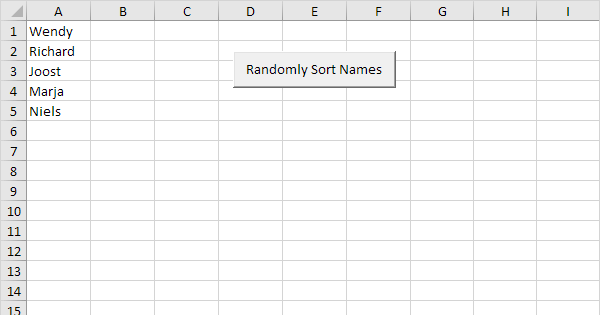 A B C D E F G H I
1 Wendy
2 Richard
3 Joost
4 Marja
5 Niels
Randomly Sort Names
6
7
8
9
10
11
12
13
14
15